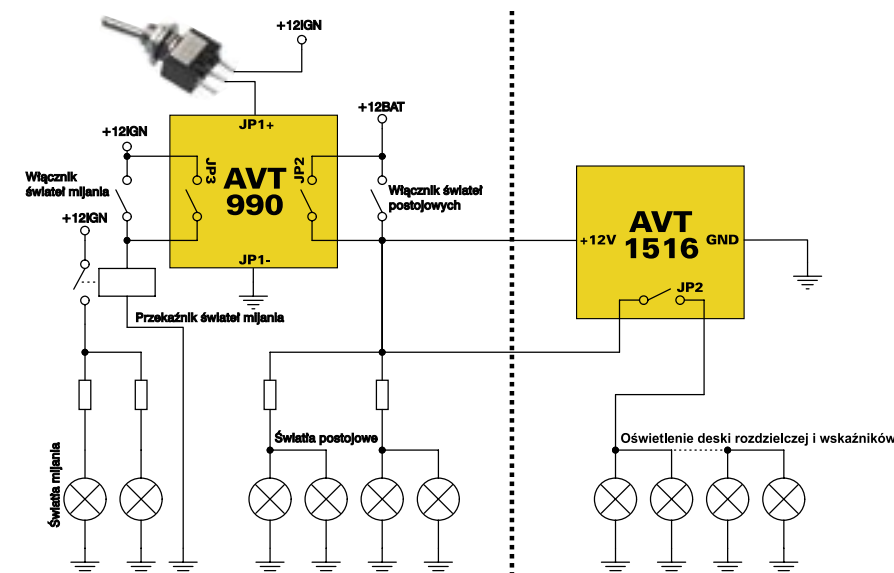 +12IGN
+12BAT
+12IGN
JP1+
JP3
AVT
990
JP2
JP1-
Włącznik
świateł mijania
+12IGN
Włącznik świateł
postojowych
Przekaźnik świateł mijania
+12V
AVT
1516
GND
JP2
Światła mijania
Światła postojowe
Oświetlenie deski rozdzielczej i wskaźników